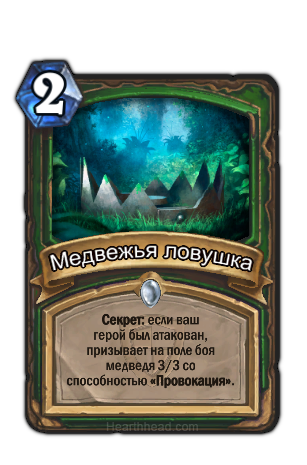 2
Медвежья ловушка
Секрет: если ваш
герой был атакован,
призывает на поле боя
медведя 3/3 со
способностью «Провокация».
Hearthhead.com